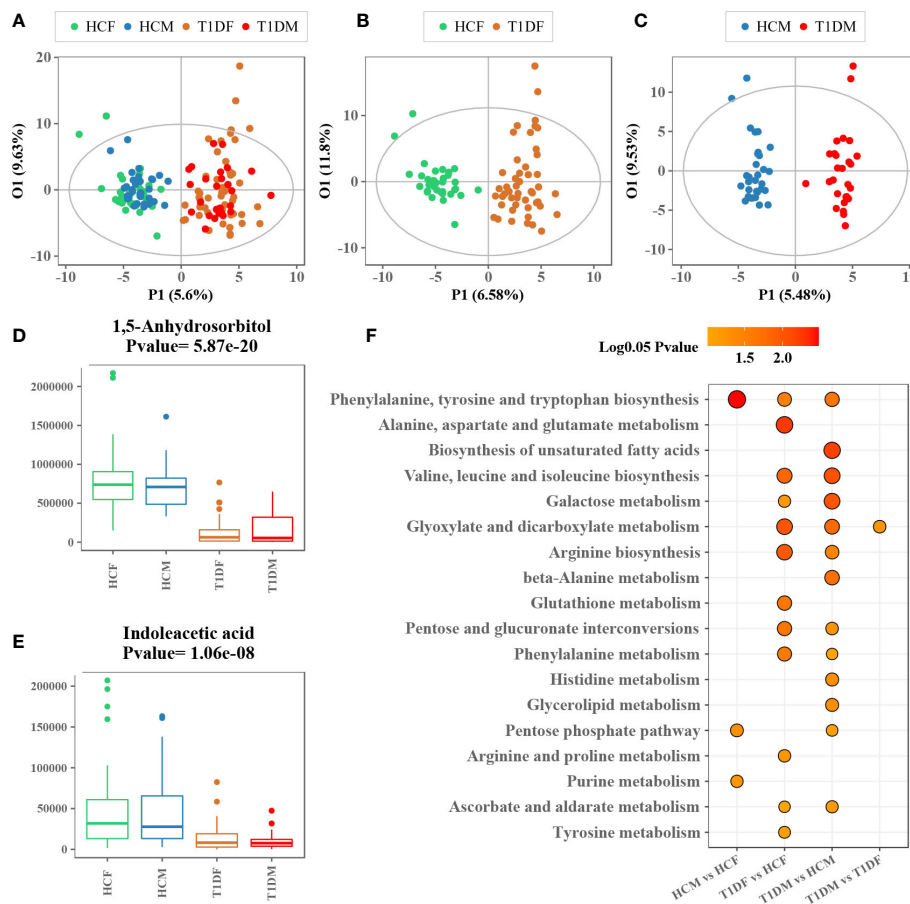 A
HCF HCM T1DF T1DM
20
10
0
-10
-10 -5 0 5 10
O1 (9.63%)
P1 (5.6%)
B
HCF T1DF
10
0
-10
-10 -5 0 5 10
O1 (11.8%)
P1 (6.58%)
C
HCM T1DM
10
5
0
-5
-10
-10 -5 0 5 10
O1 (9.53%)
P1 (5.48%)
D
1,5-Anhydrosorbitol
Pvalue= 5.87e-20
2000000
1500000
1000000
500000
0
HCF HCM T1DF T1DM
E
Indoleacetic acid
Pvalue= 1.06e-08
200000
150000
100000
50000
0
HCF HCM T1DF T1DM
F
Log0.05 Pvalue
1.5 2.0
Phenylalanine, tyrosine and tryptophan biosynthesis
Alanine, aspartate and glutamate metabolism
Biosynthesis of unsaturated fatty acids
Valine, leucine and isoleucine biosynthesis
Galactose metabolism
Glyoxylate and dicarboxylate metabolism
Arginine biosynthesis
beta-Alanine metabolism
Glutathione metabolism
Pentose and glucuronate interconversions
Phenylalanine metabolism
Histidine metabolism
Glycerolipid metabolism
Pentose phosphate pathway
Arginine and proline metabolism
Purine metabolism
Ascorbate and aldarate metabolism
Tyrosine metabolism
HCM vs HCF
T1DF vs HCF
T1DM vs HCM
T1DM vs T1DF